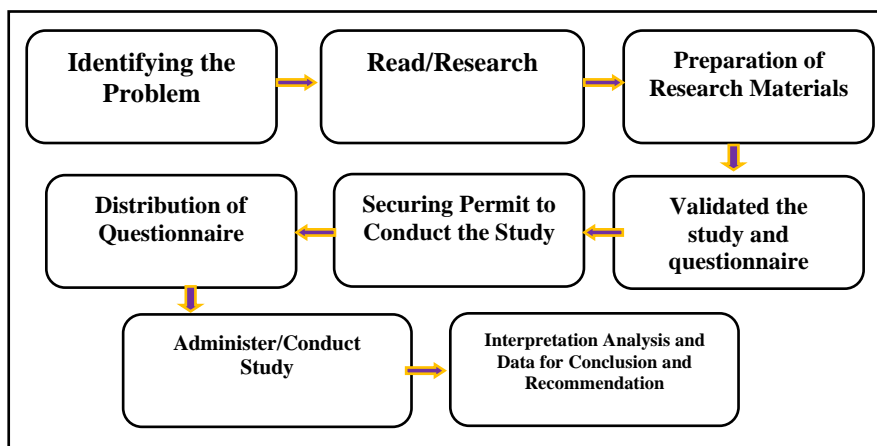 Identifying the
Problem
Read/Research
Preparation of
Research Materials
Validated the
study and
questionnaire
Securing Permit to
Conduct the Study
Distribution of
Questionnaire
Administer/Conduct
Study
Interpretation Analysis and
Data for Conclusion and
Recommendation